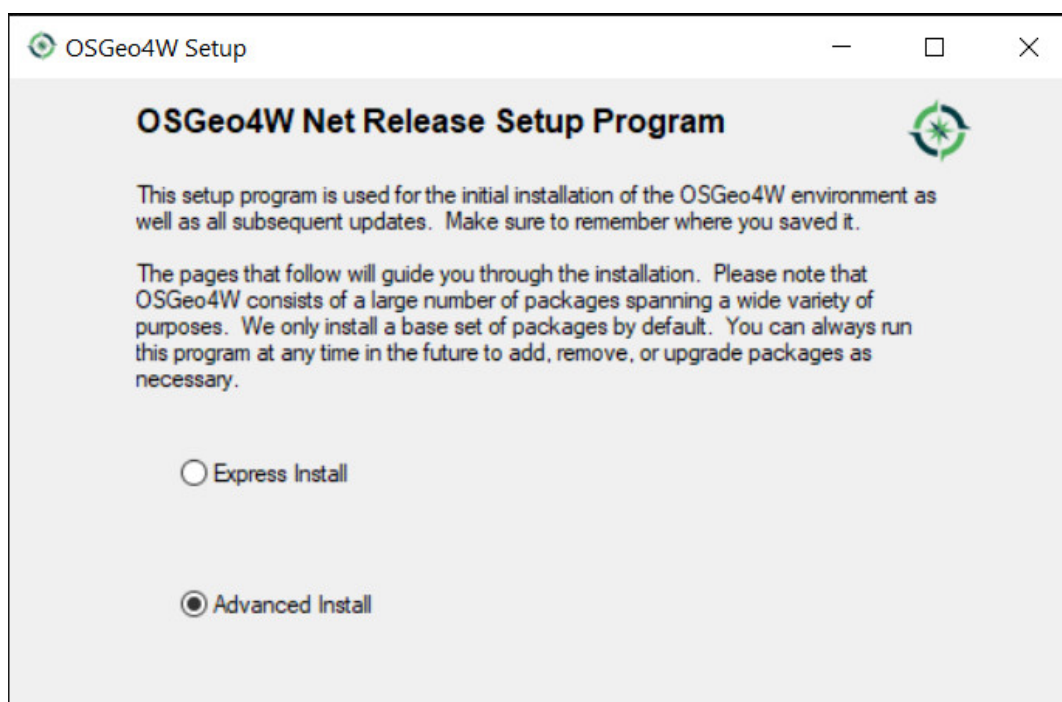 OSGeo4W Setup
OSGeo4W Net Release Setup Program
This setup program is used for the initial installation of the OSGeo4W environment as
well as all subsequent updates.  Make sure to remember where you saved it.
The pages that follow will guide you through the installation.  Please note that
OSGeo4W consists of a large number of packages spanning a wide variety of
purposes.  We only install a base set of packages by default.  You can always run
this program at any time in the future to add, remove, or upgrade packages as
necessary.
Express Install
Advanced Install